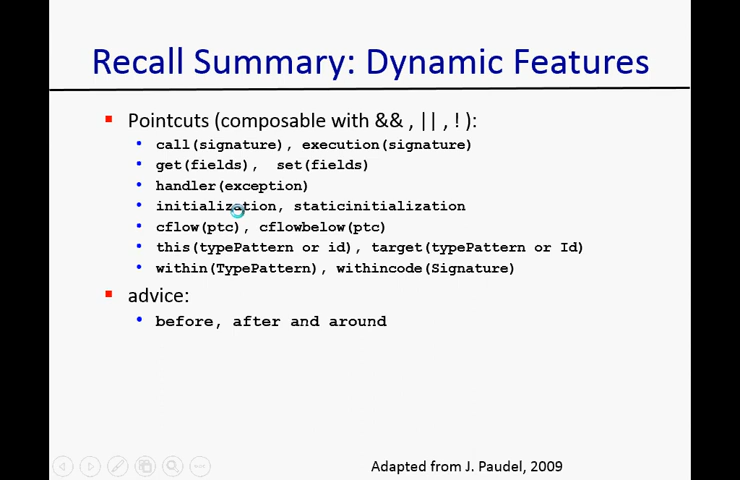 Recall Summary: Dynamic Features
Pointcuts (composable with && , || , ! ):
call(signature), execution(signature)
get(fields), set(fields)
handler(exception)
initialization, staticinitialization
cflow(ptc), cflowbelow(ptc)
this(typePattern or id), target(typePattern or Id)
within(TypePattern), withincode(Signature)
advice:
before, after and around
Adapted from J. Paudel, 2009